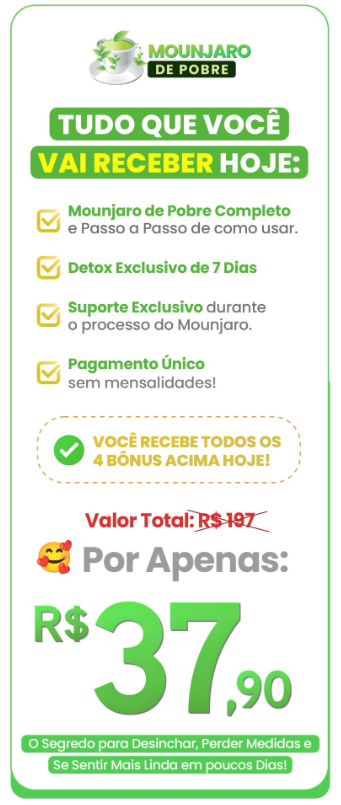 MOUNJARO
DE POBRE
TUDO QUE VOCÊ
VAI RECEBER HOJE:
Mounjaro de Pobre Completo
e Passo a Passo de como usar.
Detox Exclusivo de 7 Dias
Suporte Exclusivo durante
o processo do Mounjaro.
Pagamento Único
sem mensalidades!
VOCÊ RECEBE TODOS OS
4 BÔNUS ACIMA HOJE!
Valor Total: R$ 197
Por Apenas:
R$ 37,90
O Segredo para Desinchar, Perder Medidas e
Se Sentir Mais Linda em poucos Dias!